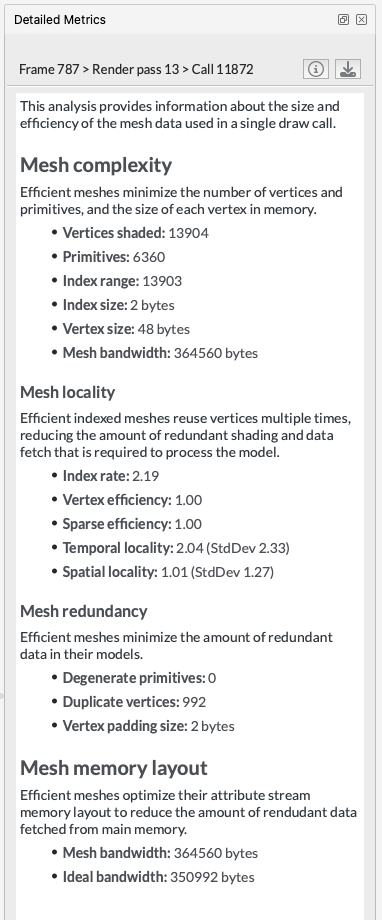 Detailed Metrics
Frame 787 > Render pass 13 > Call 11872
This analysis provides information about the size and
efficiency of the mesh data used in a single draw call.
Mesh complexity
Efficient meshes minimize the number of vertices and
primitives, and the size of each vertex in memory.
• Vertices shaded: 13904
• Primitives: 6360
• Index range: 13903
• Index size: 2 bytes
• Vertex size: 48 bytes
• Mesh bandwidth: 364560 bytes
Mesh locality
Efficient indexed meshes reuse vertices multiple times,
reducing the amount of redundant shading and data
fetch that is required to process the model.
• Index rate: 2.19
• Vertex efficiency: 1.00
• Sparse efficiency: 1.00
• Temporal locality: 2.04 (StdDev 2.33)
• Spatial locality: 1.01 (StdDev 1.27)
Mesh redundancy
Efficient meshes minimize the amount of redundant
data in their models.
• Degenerate primitives: 0
• Duplicate vertices: 992
• Vertex padding size: 2 bytes
Mesh memory layout
Efficient meshes optimize their attribute stream
memory layout to reduce the amount of rendundant data
fetched from main memory.
• Mesh bandwidth: 364560 bytes
• Ideal bandwidth: 350992 bytes